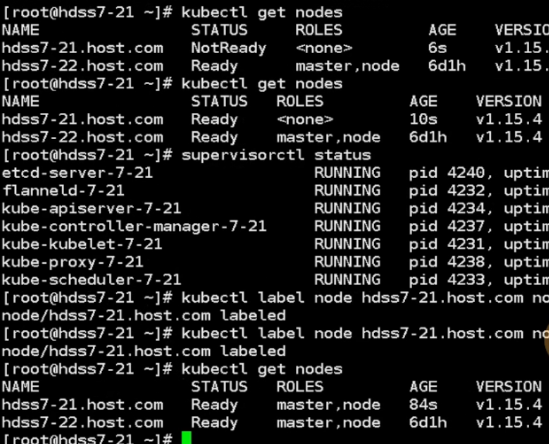 [root@hdss7-21 ~]# kubectl get nodes
NAME STATUS ROLES AGE VERSIO
hdss7-21.host.com NotReady <none> 6s v1.15.
hdss7-22.host.com Ready master,node 6d1h v1.15.
[root@hdss7-21 ~]# kubectl get nodes
NAME STATUS ROLES AGE VERSION
hdss7-21.host.com Ready <none> 10s v1.15.4
hdss7-22.host.com Ready master,node 6d1h v1.15.4
[root@hdss7-21 ~]# supervisorctl status
etcd-server-7-21 RUNNING pid 4240, uptim
flanneld-7-21 RUNNING pid 4232, uptim
kube-apiserver-7-21 RUNNING pid 4234, uptim
kube-controller-manager-7-21 RUNNING pid 4237, uptim
kube-kubelet-7-21 RUNNING pid 4231, uptim
kube-proxy-7-21 RUNNING pid 4238, uptim
kube-scheduler-7-21 RUNNING pid 4233, uptim
[root@hdss7-21 ~]# kubectl label node hdss7-21.host.com no
node/hdss7-21.host.com labeled
[root@hdss7-21 ~]# kubectl label node hdss7-21.host.com no
node/hdss7-21.host.com labeled
[root@hdss7-21 ~]# kubectl get nodes
NAME STATUS ROLES AGE VERSION
hdss7-21.host.com Ready master,node 84s v1.15.4
hdss7-22.host.com Ready master,node 6d1h v1.15.4
[root@hdss7-21 ~]#